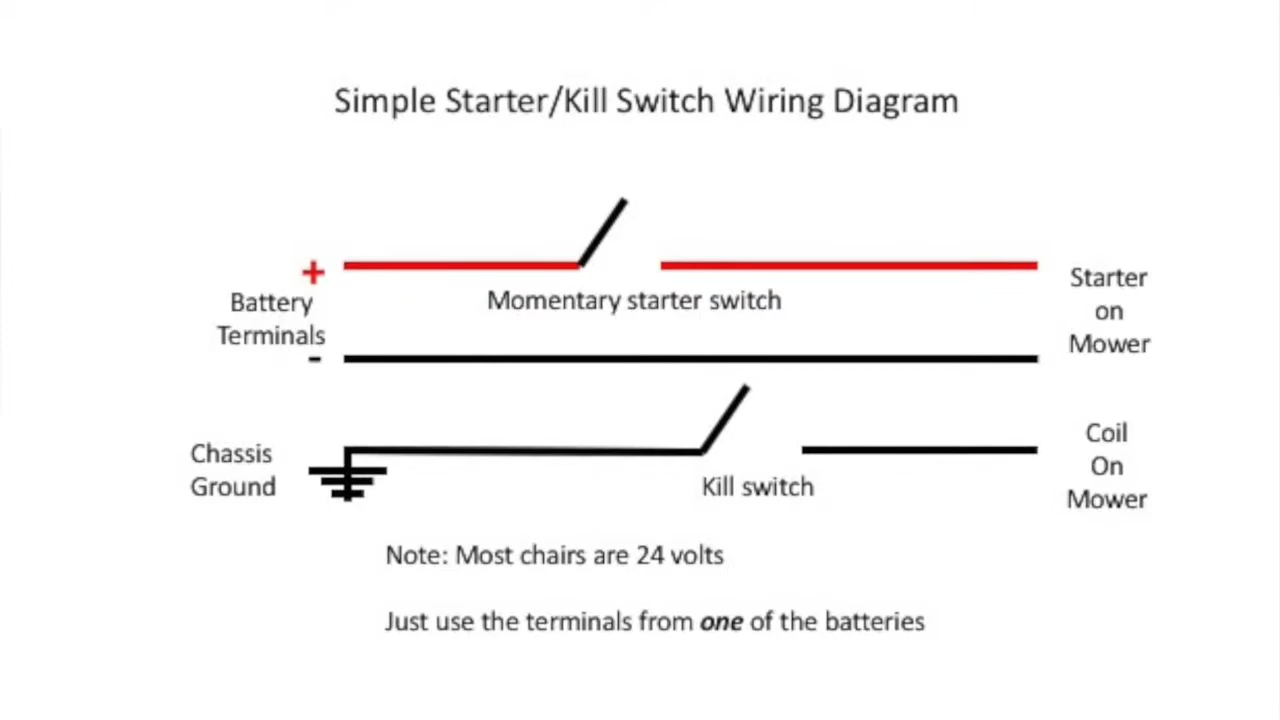 Simple Starter/Kill Switch Wiring Diagram
+
Battery
Terminals
-
Momentary starter switch
Starter
on
Mower
Chassis
Ground
Kill switch
Coil
On
Mower
Note: Most chairs are 24 volts
Just use the terminals from one of the batteries